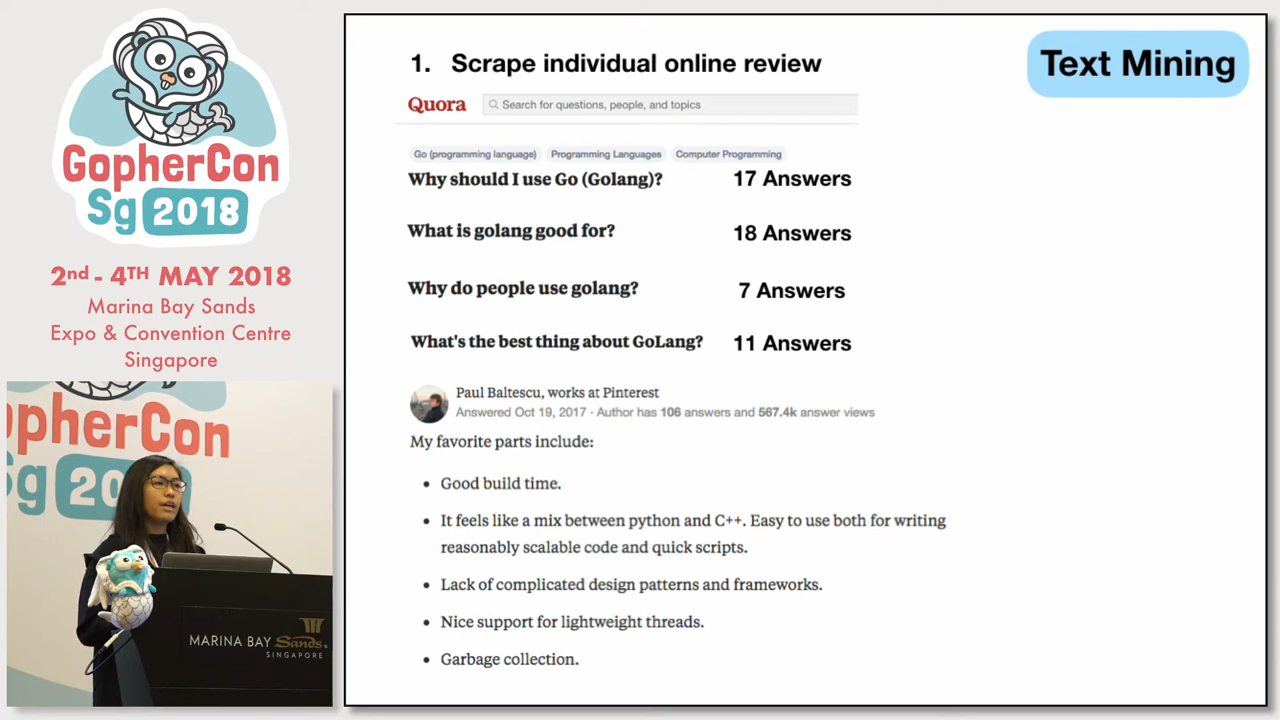 GopherCon
Sg 2018
2nd - 4TH MAY 2018
Marina Bay Sands
Expo & Convention Centre
Singapore
pherCon
g 20
MARINA BAY Sands
SINGAPORE
1. Scrape individual online review
Text Mining
Quora
Search for questions, people, and topics
Go (programming language) Programming Languages Computer Programming
Why should I use Go (Golang)? 17 Answers
What is golang good for? 18 Answers
Why do people use golang? 7 Answers
What's the best thing about GoLang? 11 Answers
Paul Baltescu, works at Pinterest
Answered Oct 19, 2017 · Author has 106 answers and 567.4k answer views
My favorite parts include:
• Good build time.
• It feels like a mix between python and C++. Easy to use both for writing
reasonably scalable code and quick scripts.
• Lack of complicated design patterns and frameworks.
• Nice support for lightweight threads.
• Garbage collection.